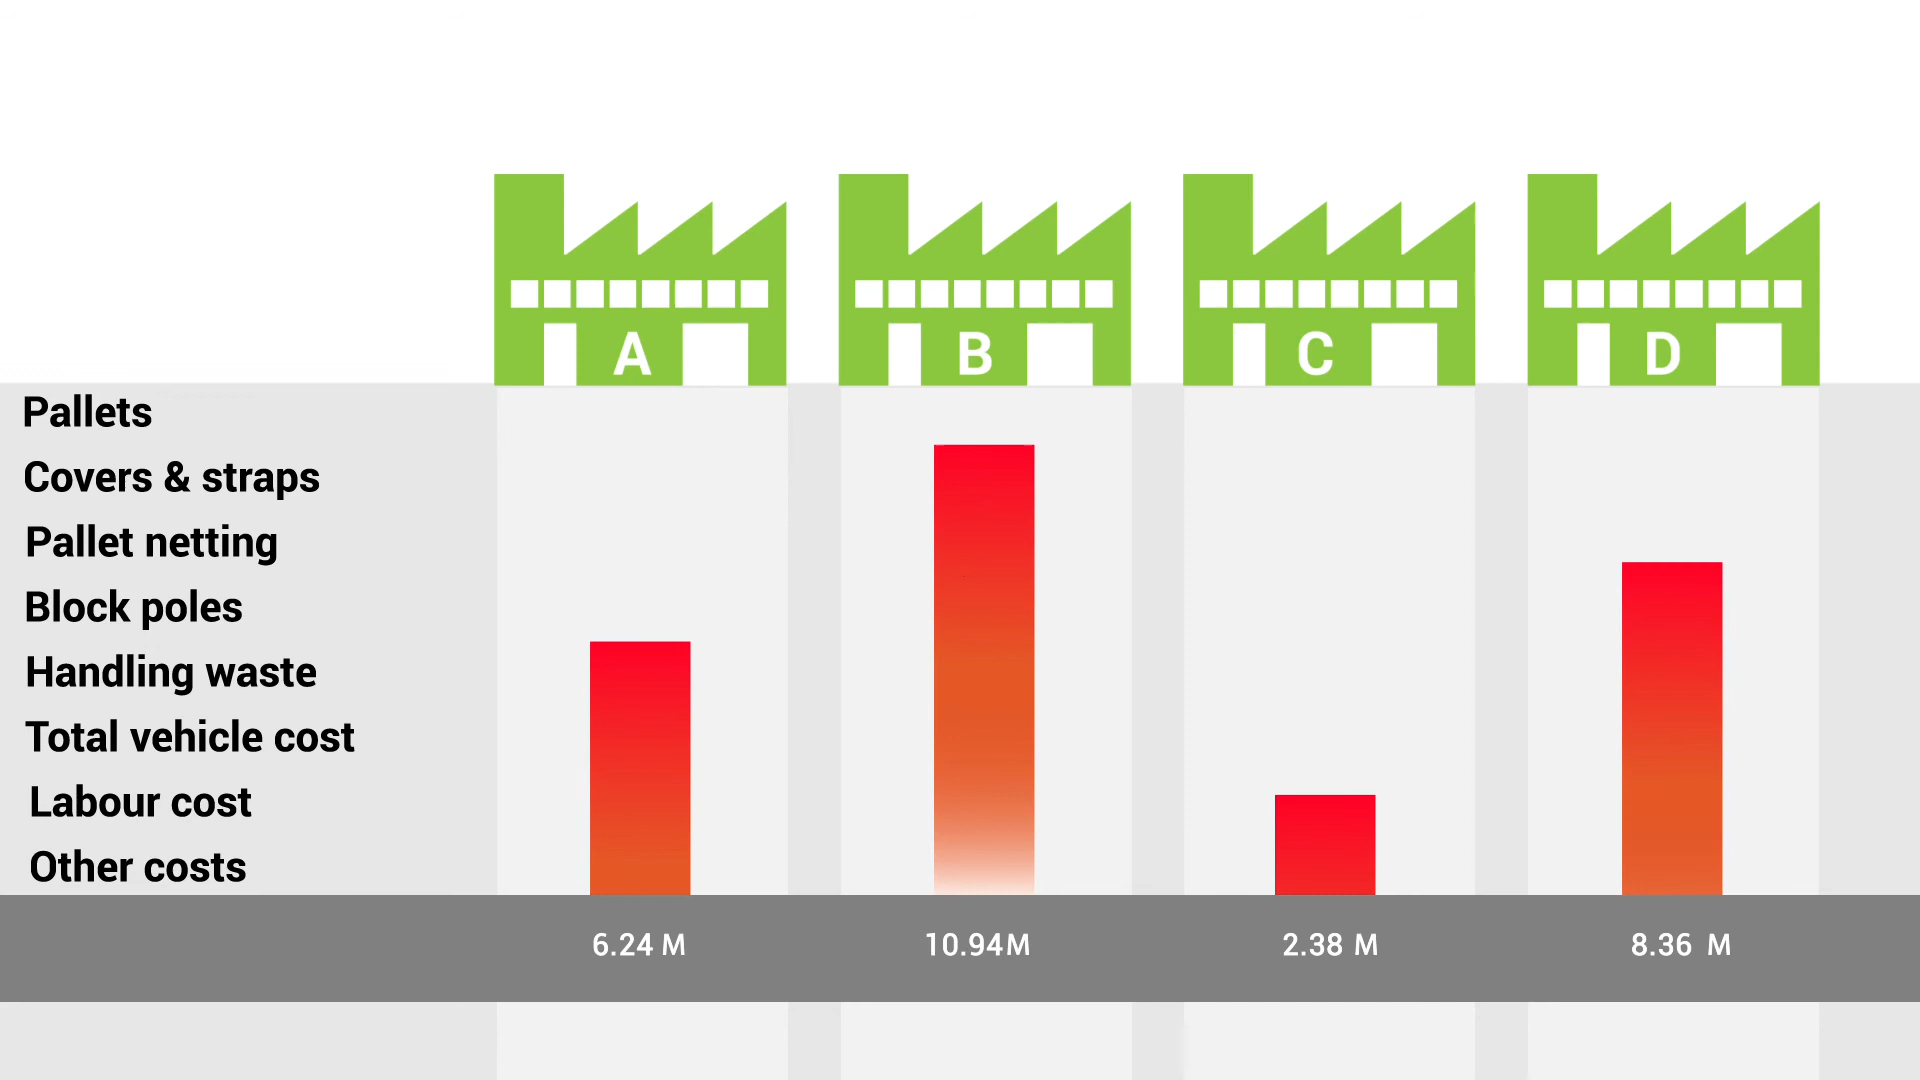 A
B
C
D
Pallets
Covers & straps
Pallet netting
Block poles
Handling waste
Total vehicle cost
Labour cost
Other costs
6.24 M
10.94M
2.38 M
8.36 M